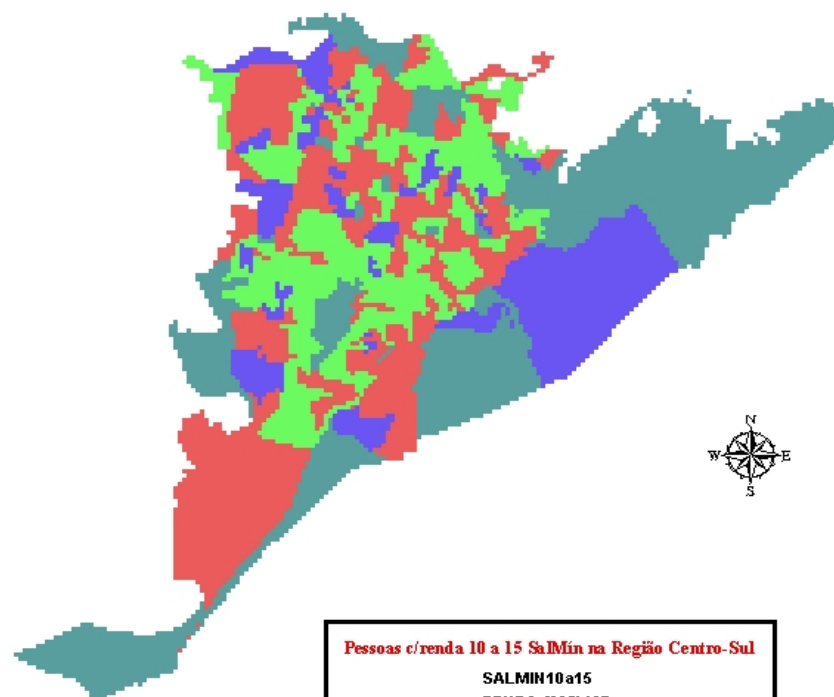 N
W E
S
Pessoas c/renda 10 a 15 SalMín na Região Centro-Sul
SALMIN10a15